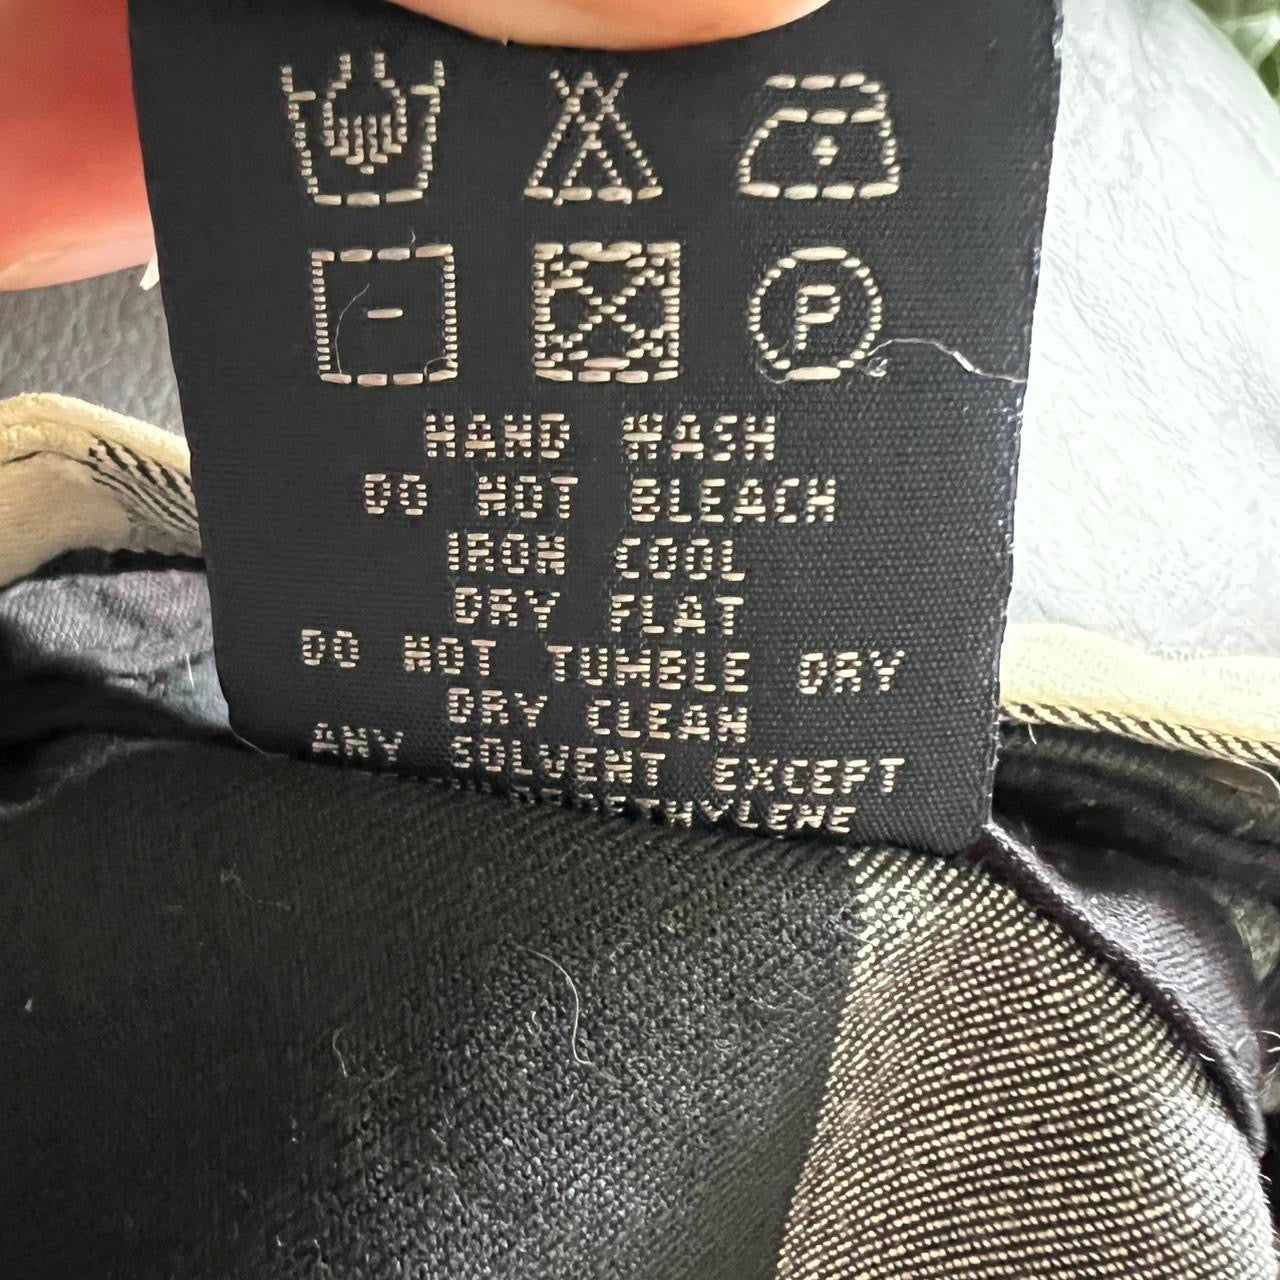 P
HAND WASH
DO NOT BLEACH
IRON COOL
DRY FLAT
DO NOT TUMBLE DRY
DRY CLEAN
ANY SOLVENT EXCEPT